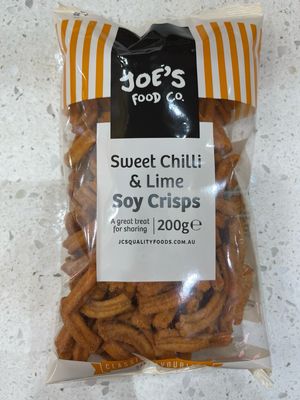 JOE'S
FOOD CO.
Sweet Chilli
& Lime
Soy Crisps
A great treat
for sharing
200g℮
JCSQUALITYFOODS.COM.AU